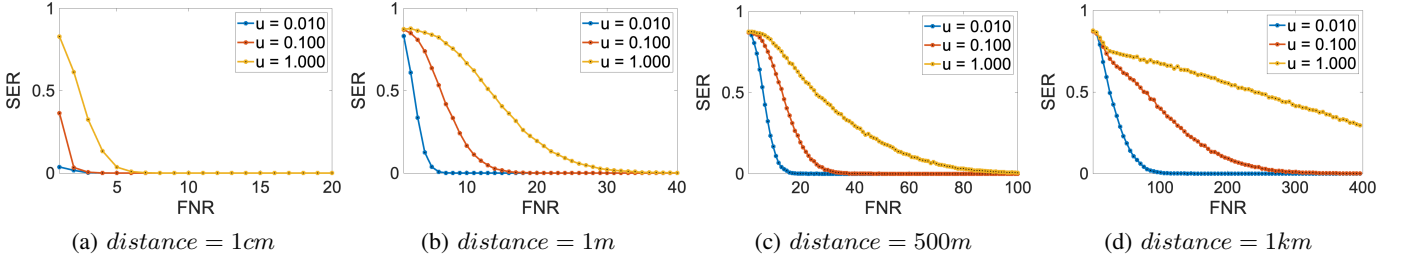 1
0.5
0
SER
5
10
15
20
FNR
u = 0.010
u = 0.100
u = 1.000
(a) distance = 1cm
1
0.5
0
SER
10
20
30
40
FNR
u = 0.010
u = 0.100
u = 1.000
(b) distance = 1m
1
0.5
0
SER
20
40
60
80
100
FNR
u = 0.010
u = 0.100
u = 1.000
(c) distance = 500m
1
0.5
0
SER
100
200
300
400
FNR
u = 0.010
u = 0.100
u = 1.000
(d) distance = 1km